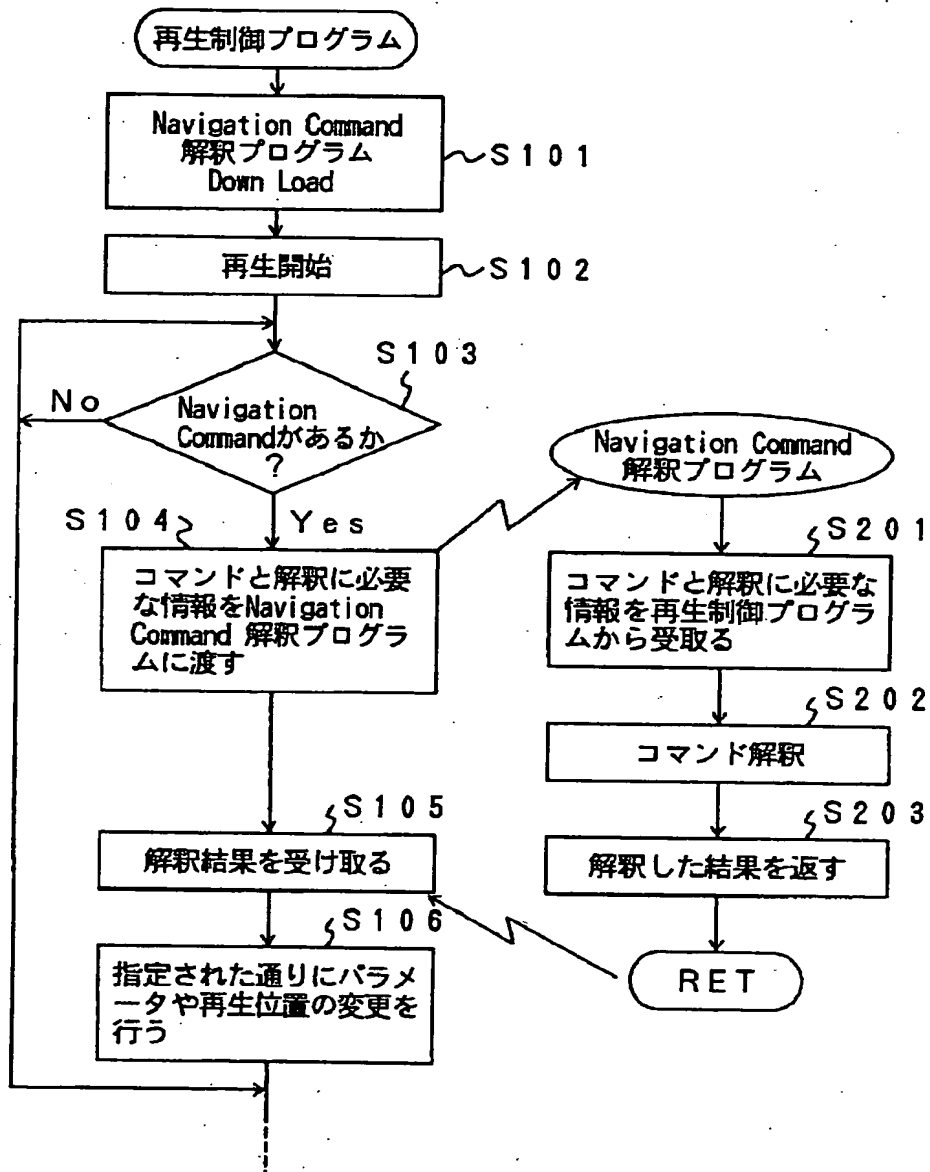 再生制御プログラム
Navigation Command
解釈プログラム
Down Load
S101
再生開始
S102
S103
No
Navigation
Commandがあるか
?
Yes
S104
コマンドと解釈に必要
な情報をNavigation
Command 解釈プログラ
ムに渡す
S105
解釈結果を受け取る
S106
指定された通りにパラメ
ータや再生位置の変更を
行う
Navigation Command
解釈プログラム
S201
コマンドと解釈に必要な
情報を再生制御プログラ
ムから受取る
S202
コマンド解釈
S203
解釈した結果を返す
RET